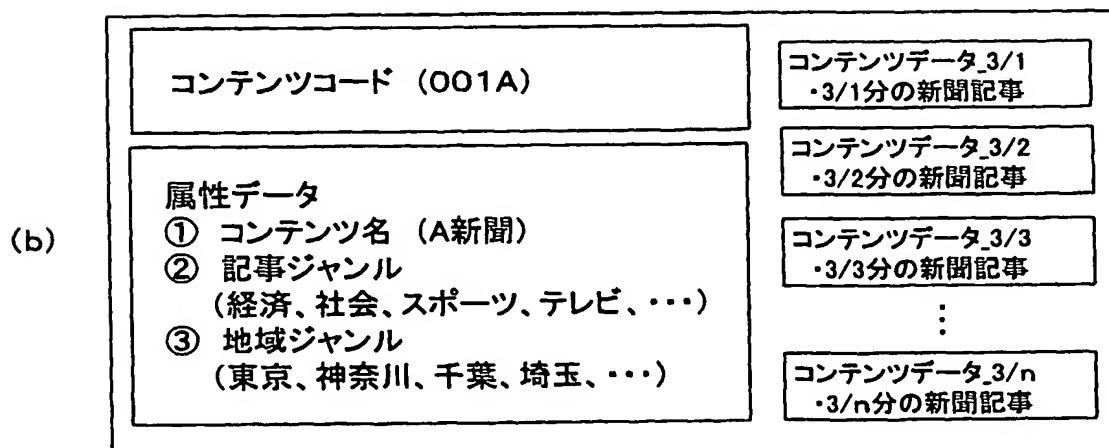 (b)
コンテンツコード (001A)
属性データ
① コンテンツ名 (A新聞)
② 記事ジャンル
(経済、社会、スポーツ、テレビ、・・・)
③ 地域ジャンル
(東京、神奈川、千葉、埼玉、・・・)
コンテンツデータ_3/1
・3/1分の新聞記事
コンテンツデータ_3/2
・3/2分の新聞記事
コンテンツデータ_3/3
・3/3分の新聞記事
⋮
コンテンツデータ_3/n
・3/n分の新聞記事